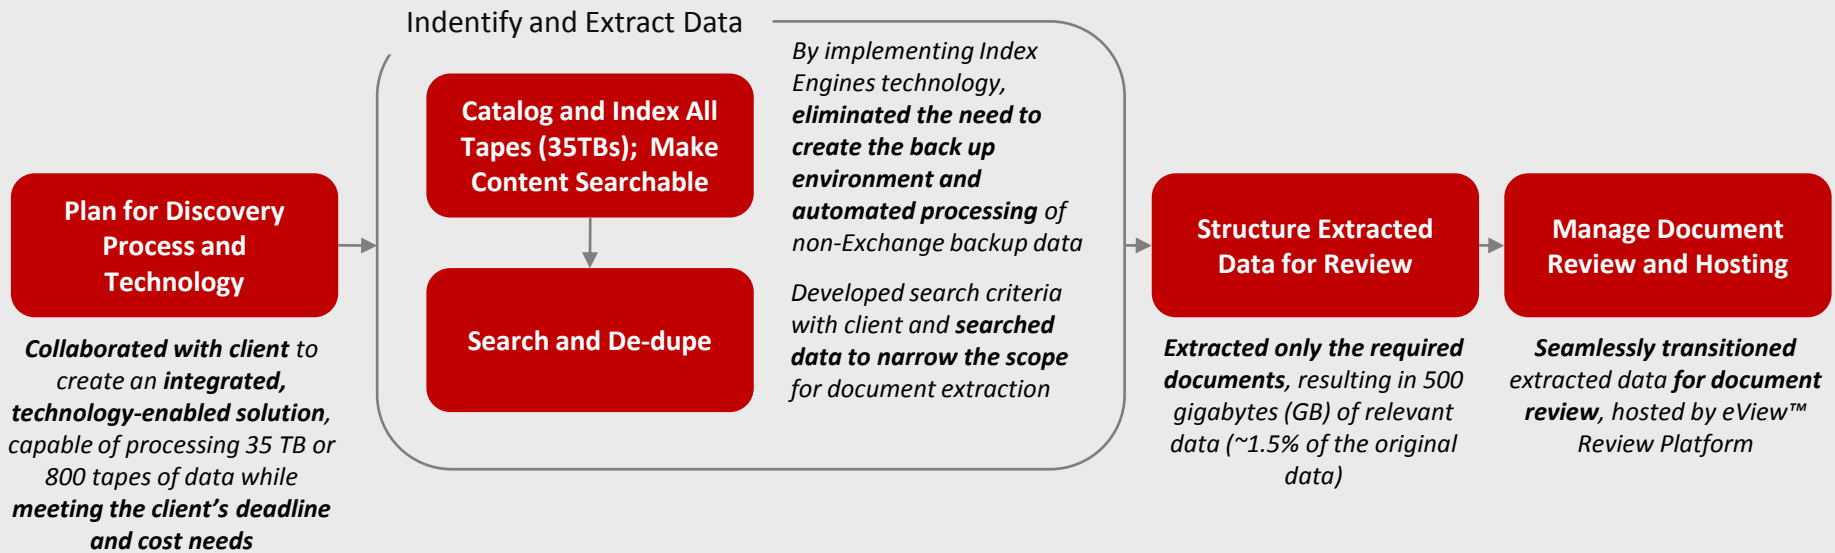 Indentify and Extract Data
Plan for Discovery
Process and
Technology
Collaborated with client to
create an integrated,
technology-enabled solution,
capable of processing 35 TB or
800 tapes of data while
meeting the client’s deadline
and cost needs
Catalog and Index All
Tapes (35TBs);  Make
Content Searchable
Search and De-dupe
By implementing Index
Engines technology,
eliminated the need to
create the back up
environment and
automated processing of
non-Exchange backup data
Developed search criteria
with client and searched
data to narrow the scope
for document extraction
Structure Extracted
Data for Review
Extracted only the required
documents, resulting in 500
gigabytes (GB) of relevant
data (~1.5% of the original
data)
Manage Document
Review and Hosting
Seamlessly transitioned
extracted data for document
review, hosted by eView™
Review Platform